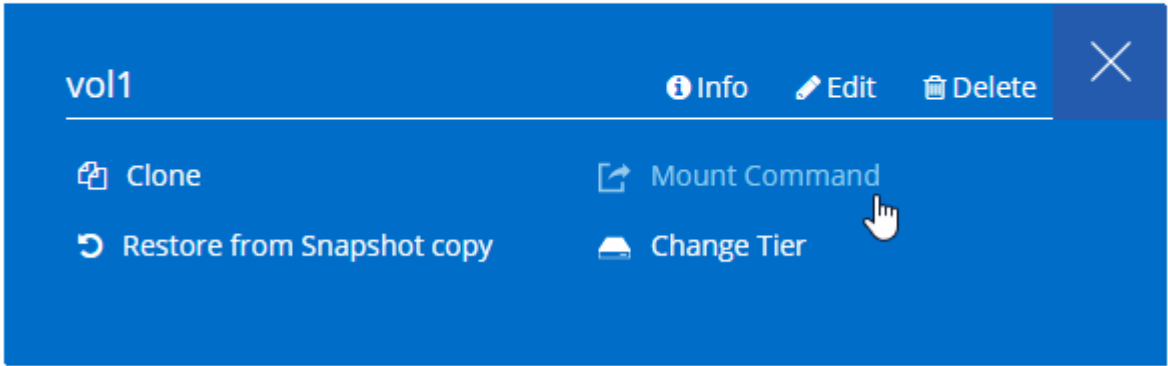 vol1 Info Edit Delete
Clone Mount Command
Restore from Snapshot copy Change Tier